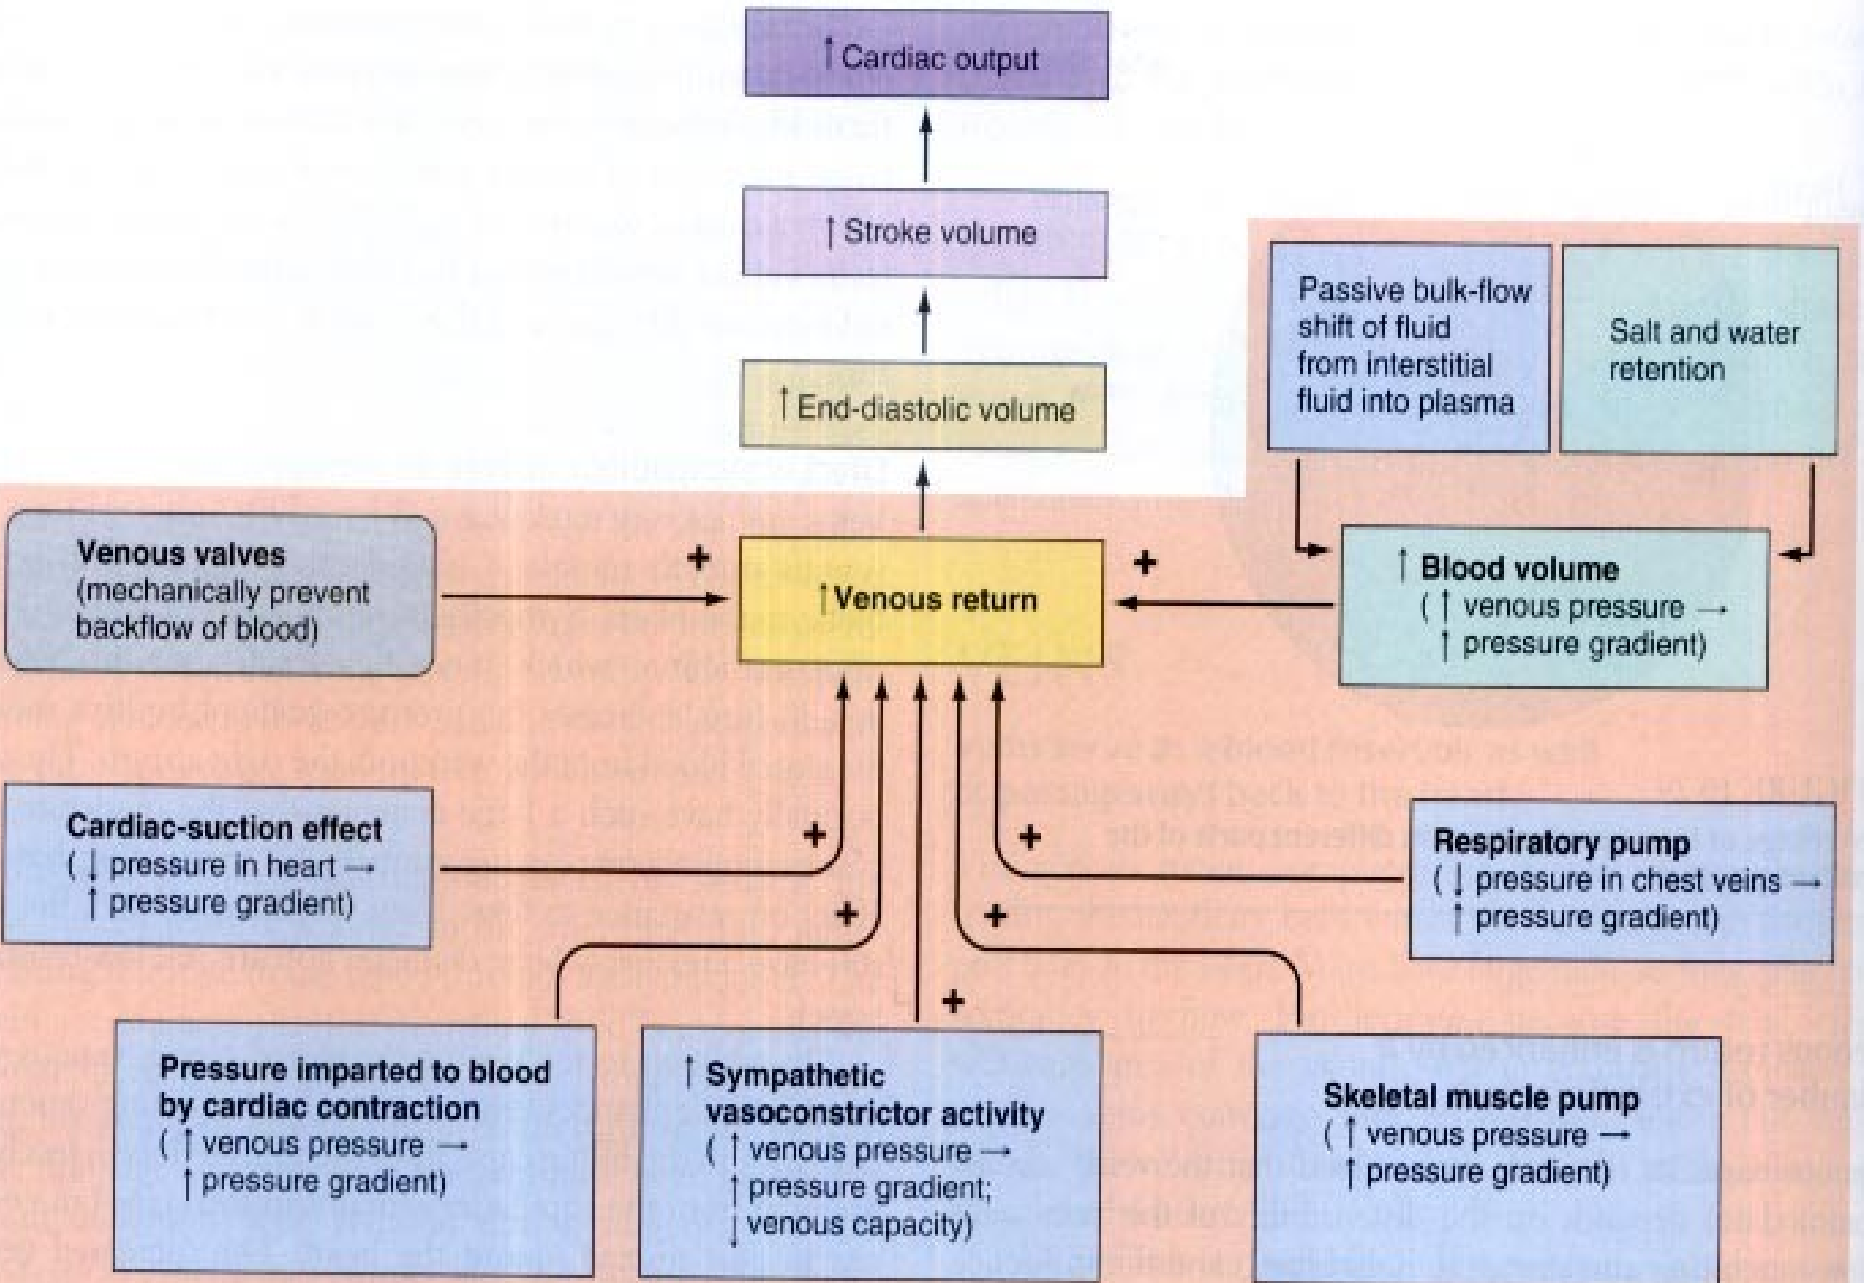 ↑ Cardiac output
↑ Stroke volume
↑ End-diastolic volume
Passive bulk-flow
shift of fluid
from interstitial
fluid into plasma
Salt and water
retention
Venous valves
(mechanically prevent
backflow of blood)
+
↑ Venous return
+
↑ Blood volume
(↑ venous pressure →
↑ pressure gradient)
Cardiac-suction effect
(↓ pressure in heart →
↑ pressure gradient)
+
+
Respiratory pump
(↓ pressure in chest veins →
↑ pressure gradient)
+
+
+
Pressure imparted to blood
by cardiac contraction
(↑ venous pressure →
↑ pressure gradient)
↑ Sympathetic
vasoconstrictor activity
(↑ venous pressure →
↑ pressure gradient;
↓ venous capacity)
Skeletal muscle pump
(↑ venous pressure →
↑ pressure gradient)